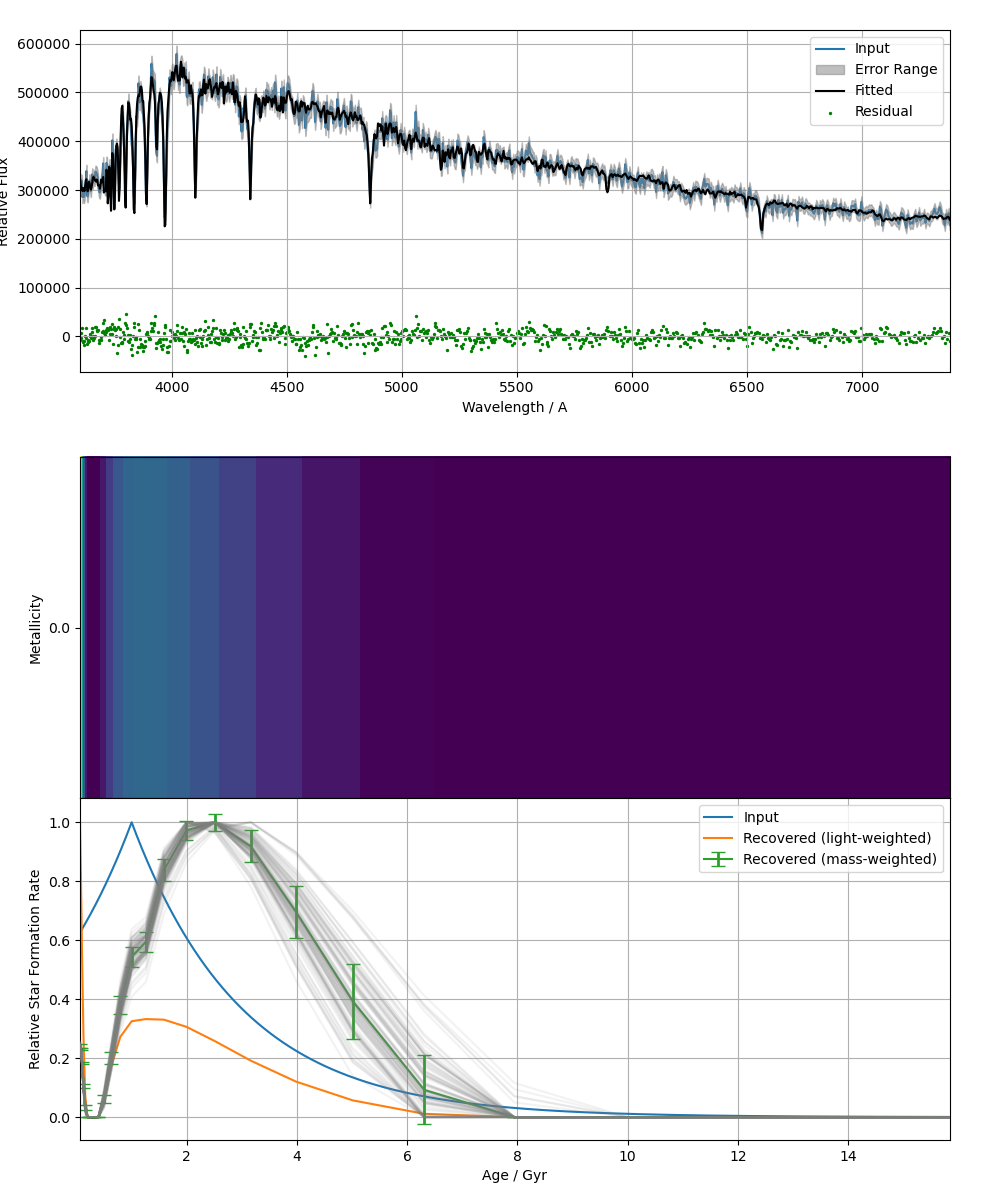 600000
500000
400000
300000
200000
100000
0
Relative Flux
Input
Error Range
Fitted
Residual
4000
4500
5000
5500
6000
6500
7000
Wavelength / A
Metallicity
0.0
1.0
0.8
0.6
0.4
0.2
0.0
Relative Star Formation Rate
Input
Recovered (light-weighted)
Recovered (mass-weighted)
2
4
6
8
10
12
14
Age / Gyr